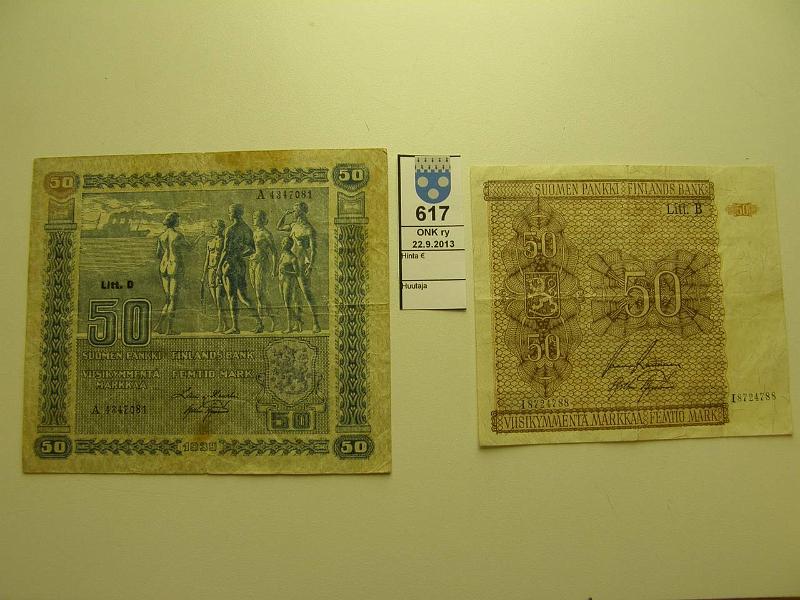 50
50
A 4347081
Litt. D
50
SUOMEN PANKKI FINLANDS BANK
VIISIKYMMENTÄ FEMTIO MARK
MARKKAA
A 4347081
50
50
1939
50
617
ONK ry
22.9.2013
Hinta €
Huutaja
SUOMEN PANKKI FINLANDS BANK
Litt. B
50
50
50
50
I8724788
I8724788
VIISIKYMMENTÄ MARKKAA FEMTIO MARK